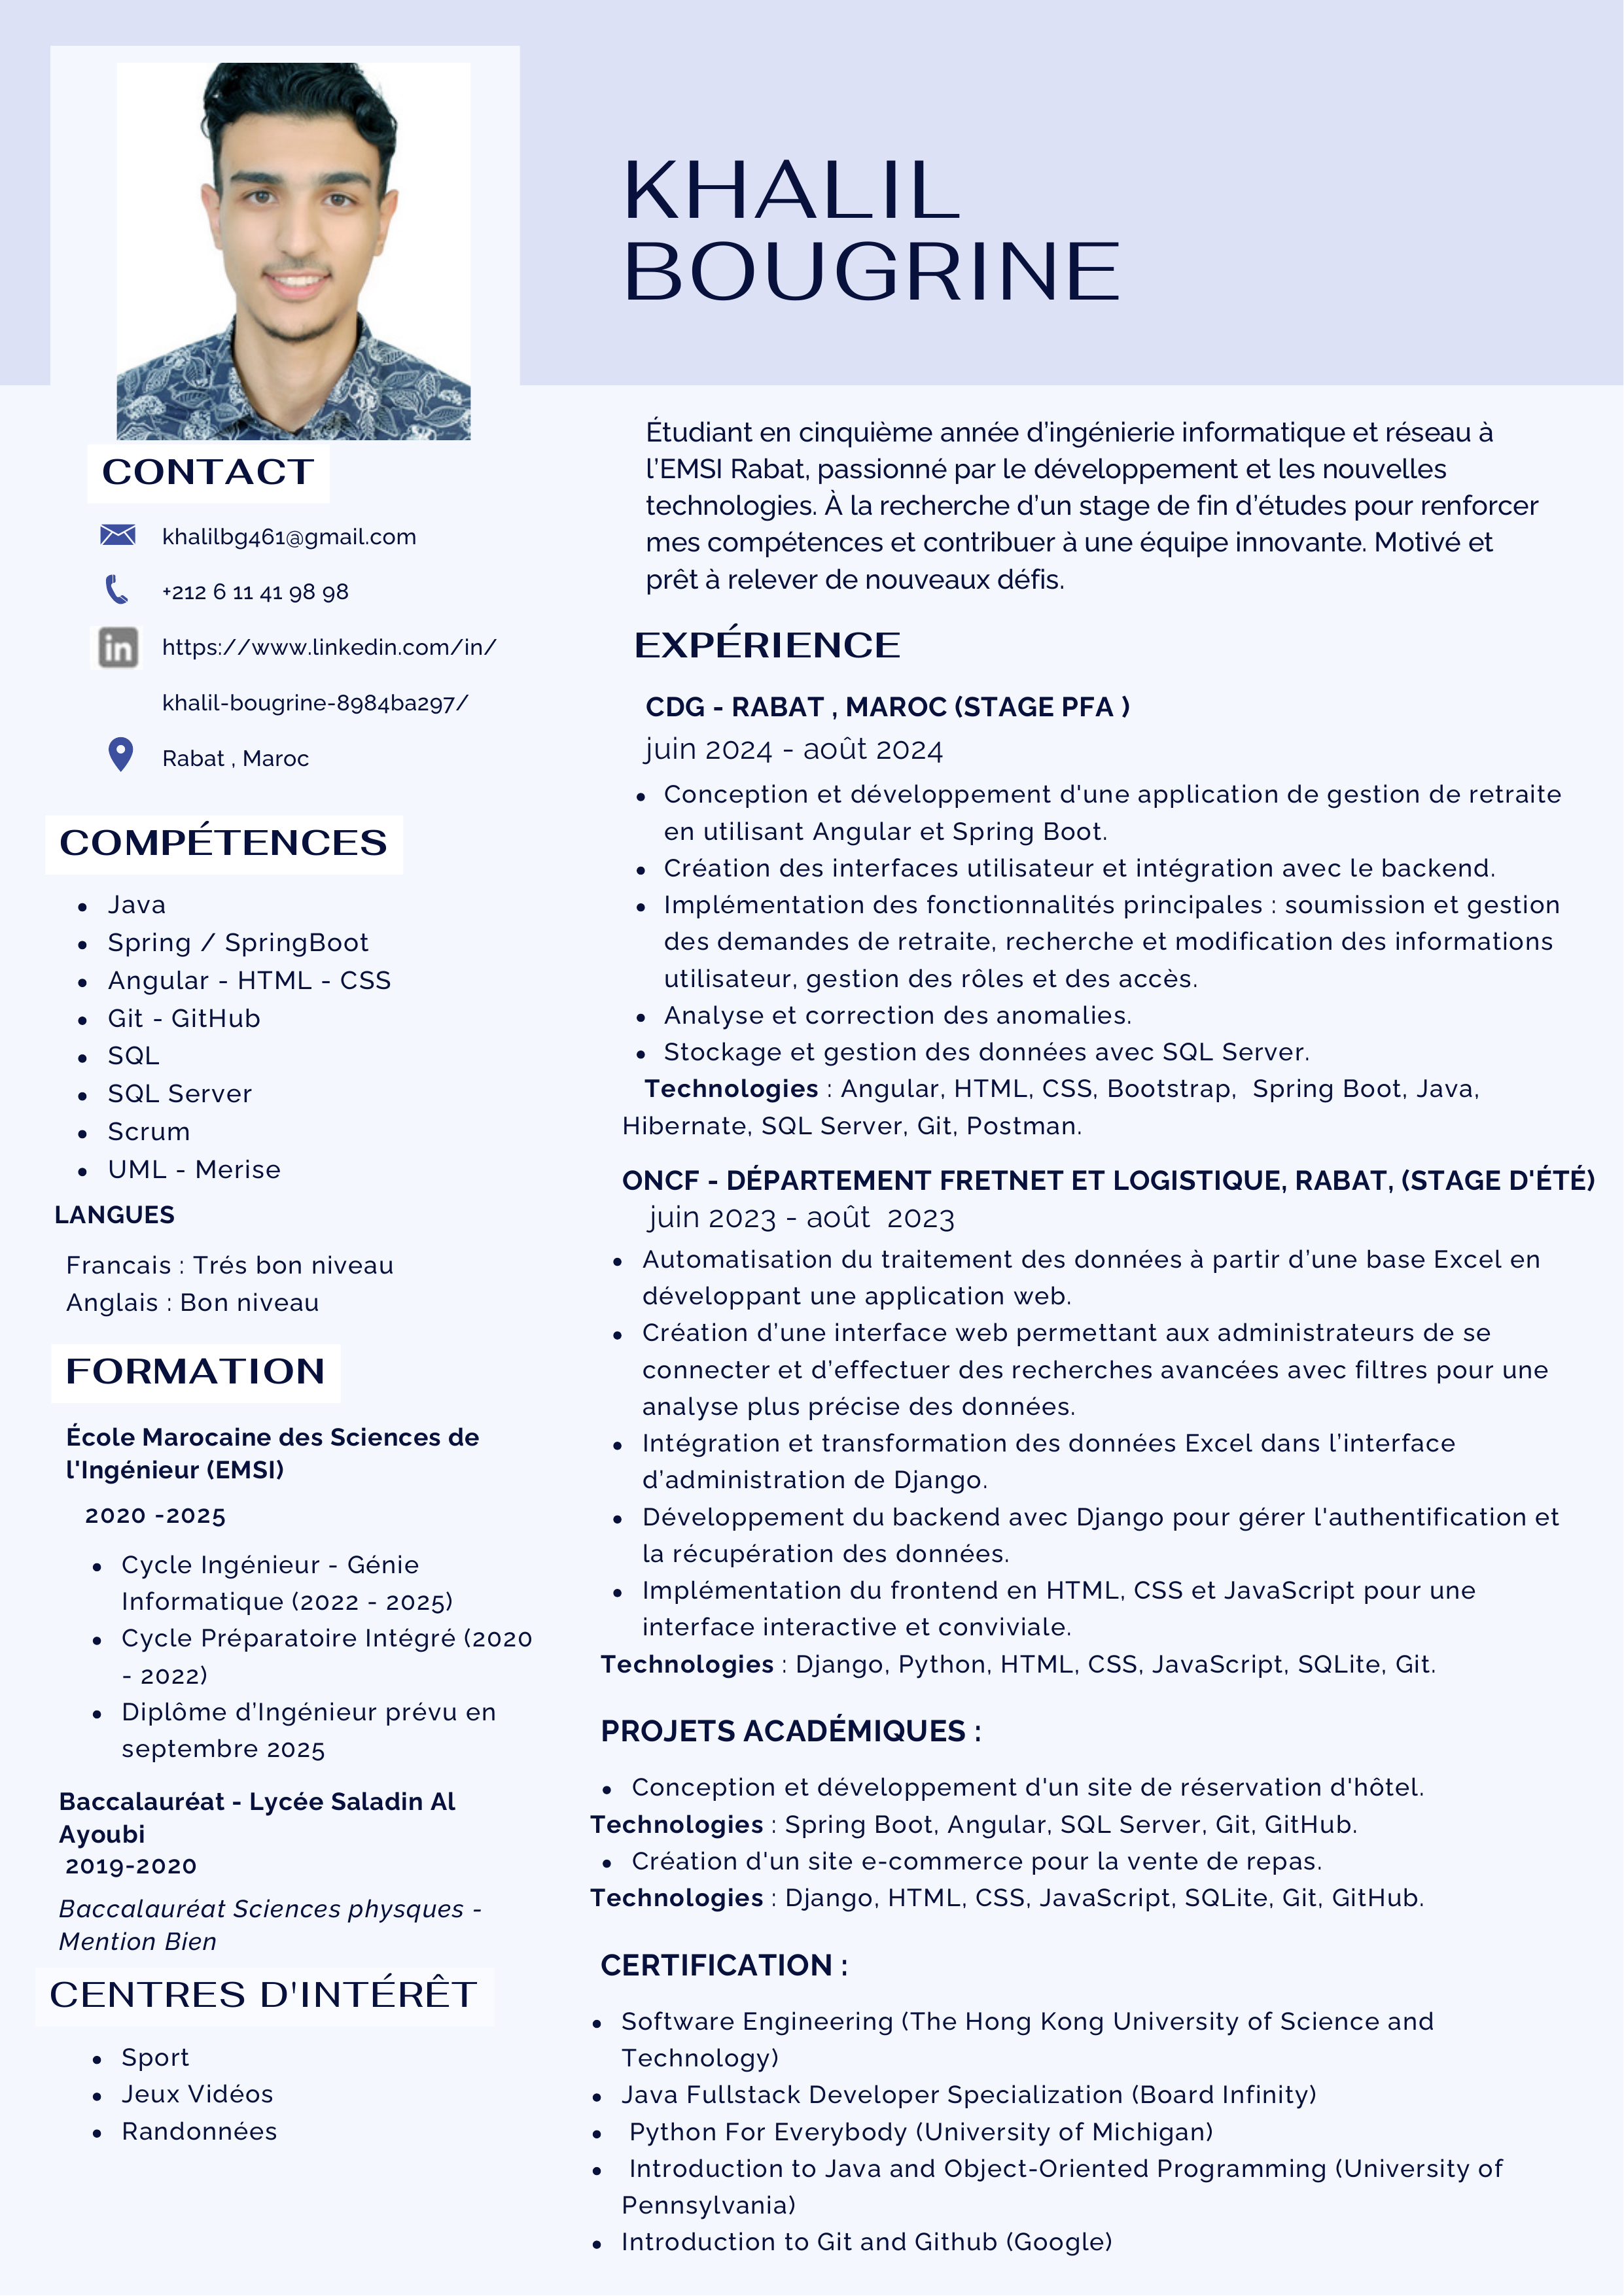 KHALIL
BOUGRINE
CONTACT
khalilbg461@gmail.com
+212 6 11 41 98 98
in
https://www.linkedin.com/in/
khalil-bougrine-8984ba297/
Rabat , Maroc
COMPÉTENCES
• Java
• Spring / SpringBoot
• Angular - HTML - CSS
• Git - GitHub
• SQL
• SQL Server
• Scrum
• UML - Merise
LANGUES
Francais : Trés bon niveau
Anglais : Bon niveau
FORMATION
École Marocaine des Sciences de
l'Ingénieur (EMSI)
2020 -2025
• Cycle Ingénieur - Génie
Informatique (2022 - 2025)
• Cycle Préparatoire Intégré (2020
- 2022)
• Diplôme d’Ingénieur prévu en
septembre 2025
Baccalauréat - Lycée Saladin Al
Ayoubi
2019-2020
Baccalauréat Sciences physques -
Mention Bien
CENTRES D'INTÉRÊT
• Sport
• Jeux Vidéos
• Randonnées
Étudiant en cinquième année d’ingénierie informatique et réseau à
l’EMSI Rabat, passionné par le développement et les nouvelles
technologies. À la recherche d’un stage de fin d’études pour renforcer
mes compétences et contribuer à une équipe innovante. Motivé et
prêt à relever de nouveaux défis.
EXPÉRIENCE
CDG - RABAT , MAROC (STAGE PFA )
juin 2024 - août 2024
• Conception et développement d'une application de gestion de retraite
en utilisant Angular et Spring Boot.
• Création des interfaces utilisateur et intégration avec le backend.
• Implémentation des fonctionnalités principales : soumission et gestion
des demandes de retraite, recherche et modification des informations
utilisateur, gestion des rôles et des accès.
• Analyse et correction des anomalies.
• Stockage et gestion des données avec SQL Server.
Technologies : Angular, HTML, CSS, Bootstrap,  Spring Boot, Java,
Hibernate, SQL Server, Git, Postman.
ONCF - DÉPARTEMENT FRETNET ET LOGISTIQUE, RABAT, (STAGE D'ÉTÉ)
juin 2023 - août  2023
• Automatisation du traitement des données à partir d’une base Excel en
développant une application web.
• Création d’une interface web permettant aux administrateurs de se
connecter et d’effectuer des recherches avancées avec filtres pour une
analyse plus précise des données.
• Intégration et transformation des données Excel dans l’interface
d’administration de Django.
• Développement du backend avec Django pour gérer l'authentification et
la récupération des données.
• Implémentation du frontend en HTML, CSS et JavaScript pour une
interface interactive et conviviale.
Technologies : Django, Python, HTML, CSS, JavaScript, SQLite, Git.
PROJETS ACADÉMIQUES :
• Conception et développement d'un site de réservation d'hôtel.
Technologies : Spring Boot, Angular, SQL Server, Git, GitHub.
• Création d'un site e-commerce pour la vente de repas.
Technologies : Django, HTML, CSS, JavaScript, SQLite, Git, GitHub.
CERTIFICATION :
• Software Engineering (The Hong Kong University of Science and
Technology)
• Java Fullstack Developer Specialization (Board Infinity)
• Python For Everybody (University of Michigan)
• Introduction to Java and Object-Oriented Programming (University of
Pennsylvania)
• Introduction to Git and Github (Google)